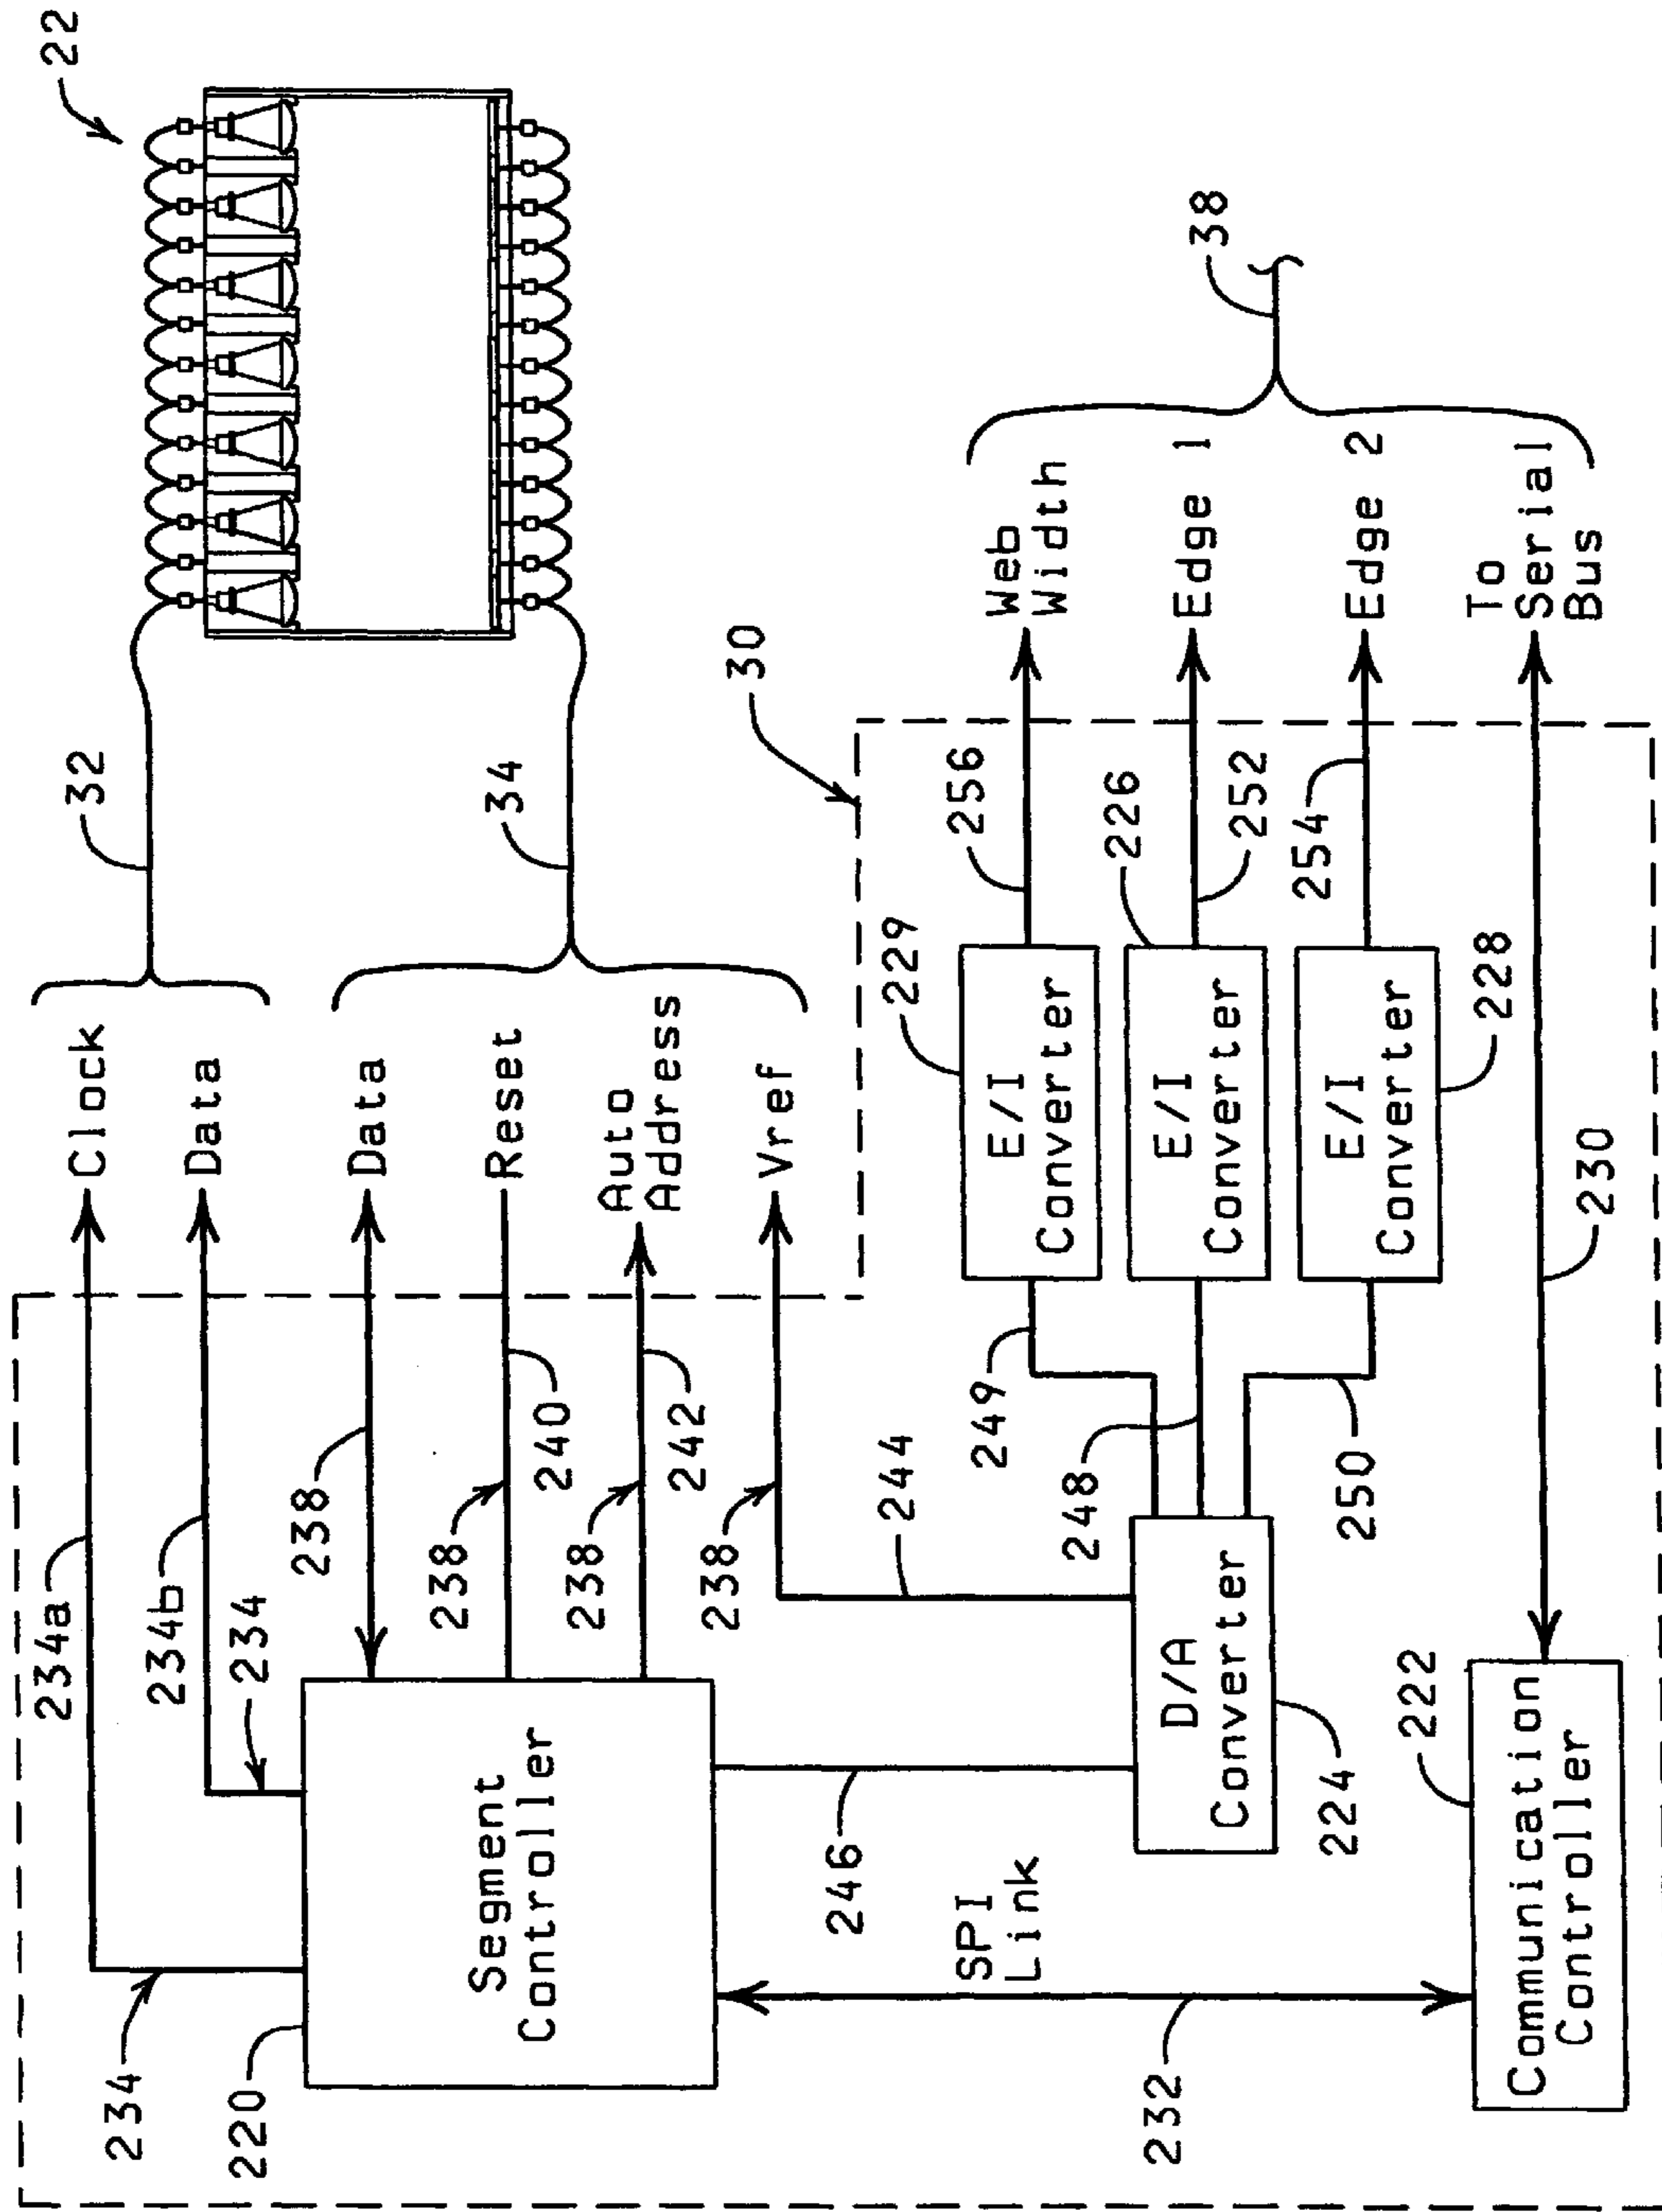 22
32
34
30
38
Clock
Data
Data
Reset
Auto
Address
Vref
234a
234b
234
234
220
Segment
Controller
238
238
240
238
242
238
244
246
SPI
Link
232
D/A
Converter
224
249
248
250
229
E/I
Converter
256
Web
Width
226
E/I
Converter
252
Edge 1
E/I
Converter
228
254
Edge 2
To
Serial
Bus
230
222
Communication
Controller